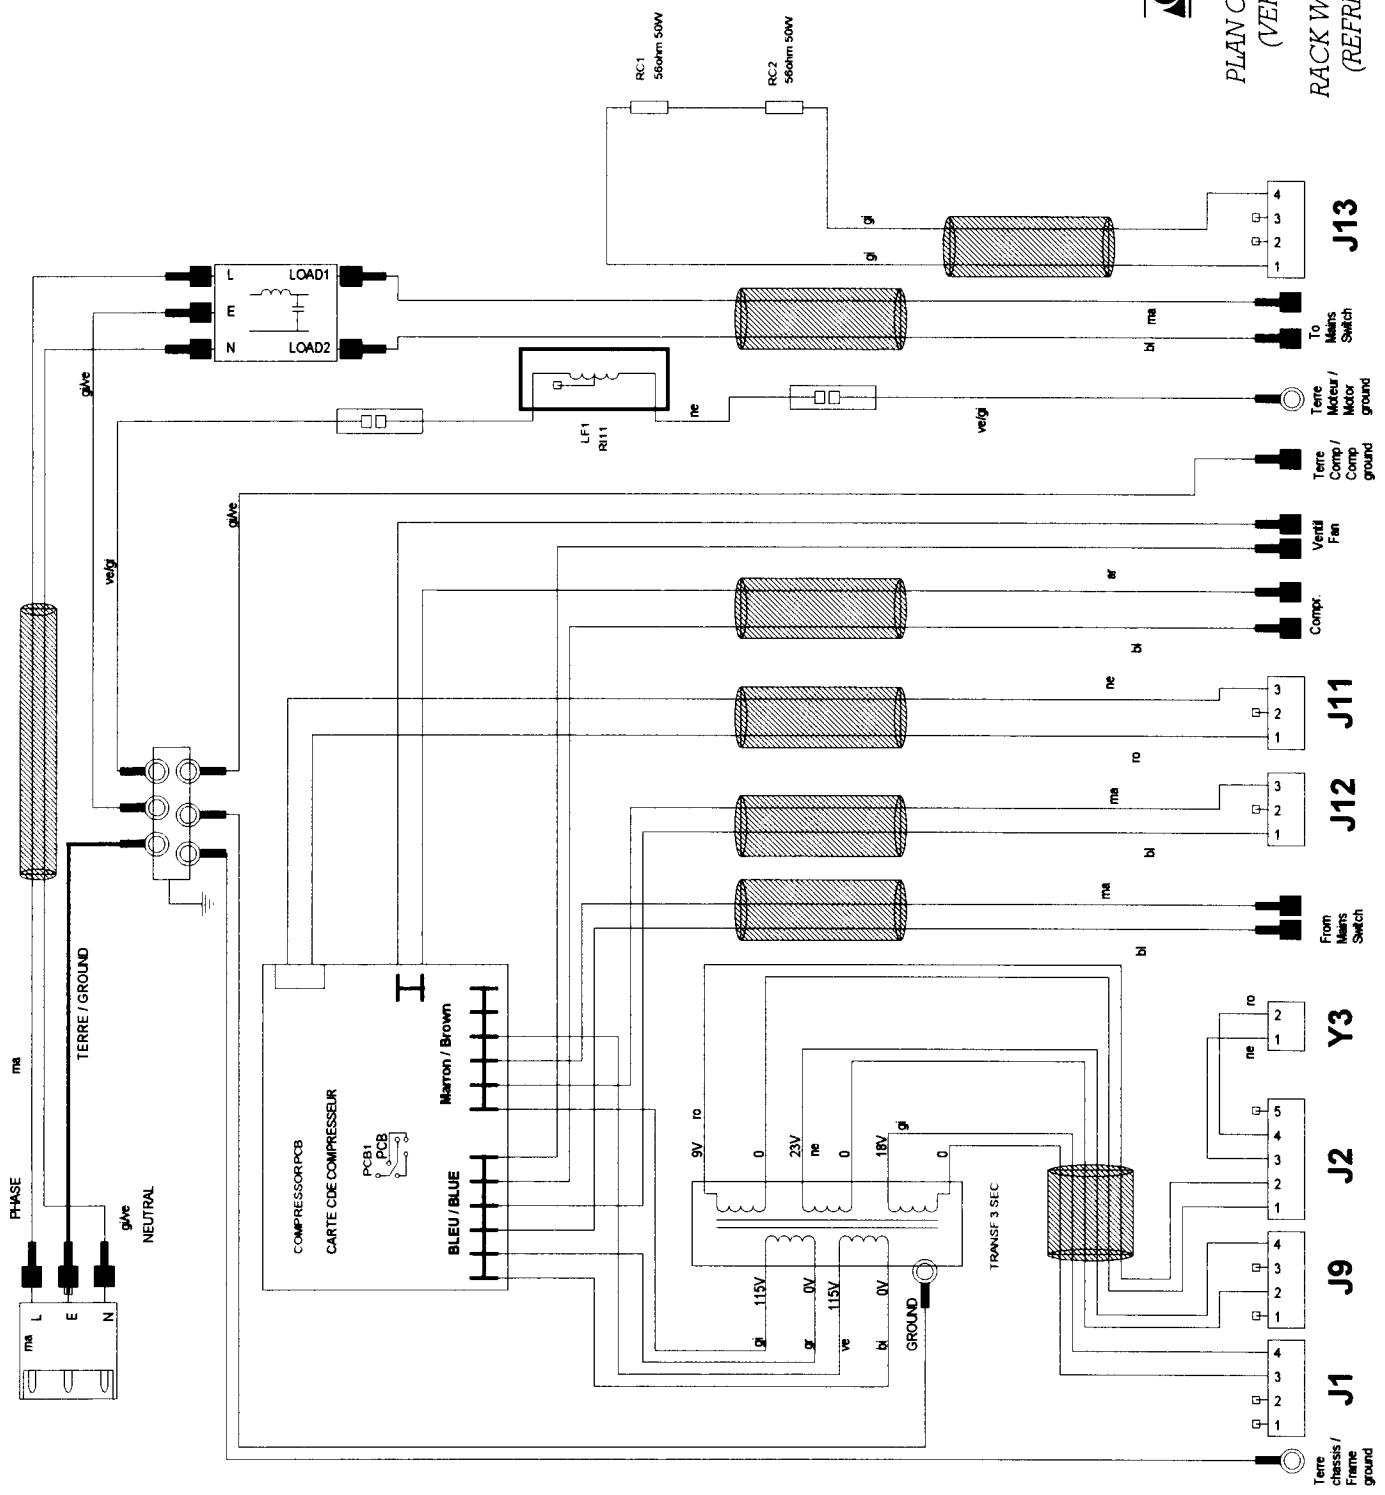 PHASE
ma
TERRE / GROUND
gi/ve
NEUTRAL
ma
L
E
N
ve/gi
gi/ve
gi/ve
L
E
N
LOAD1
LOAD2
RC1
56ohm 50W
RC2
56ohm 50W
LF1
RI11
ne
ve/gi
gi
gi
ma
bl
COMPRESSOR PCB
CARTE CDE COMPRESSEUR
PCB1
PCB
BLEU / BLUE
Marron / Brown
9V
ro
0
23V
ne
0
18V
gi
0
TRANSF 3 SEC
115V
0V
115V
0V
gi
gr
ve
bl
GROUND
ar
bl
ne
ro
ma
bl
ma
bl
ne
ro
Terre
chassis /
Frame
ground
1
2
3
4
J1
1
2
3
4
J9
1
2
3
4
5
J2
1
2
Y3
From
Mains
Switch
1
2
3
J12
1
2
3
J11
Compr.
Ventil
Fan
Terre
Comp /
Comp
ground
Terre
Moteur /
Motor
ground
To
Mains
Switch
1
2
3
4
J13
PLAN C
(VER
RACK W
(REFRI